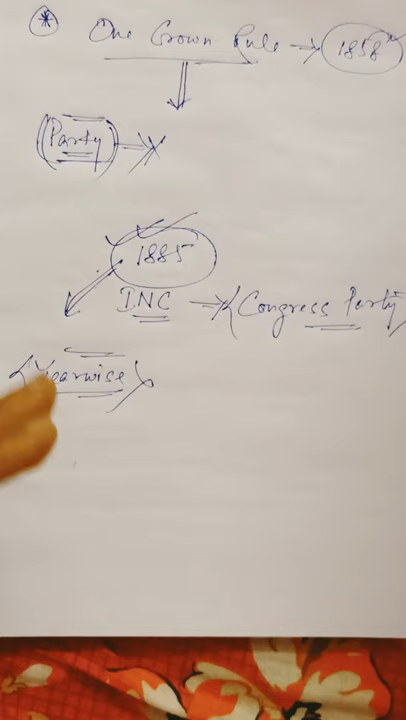 One Crown Rule → 1858
(Party) → X
1885
INC → {Congress Party
{Yearwise}